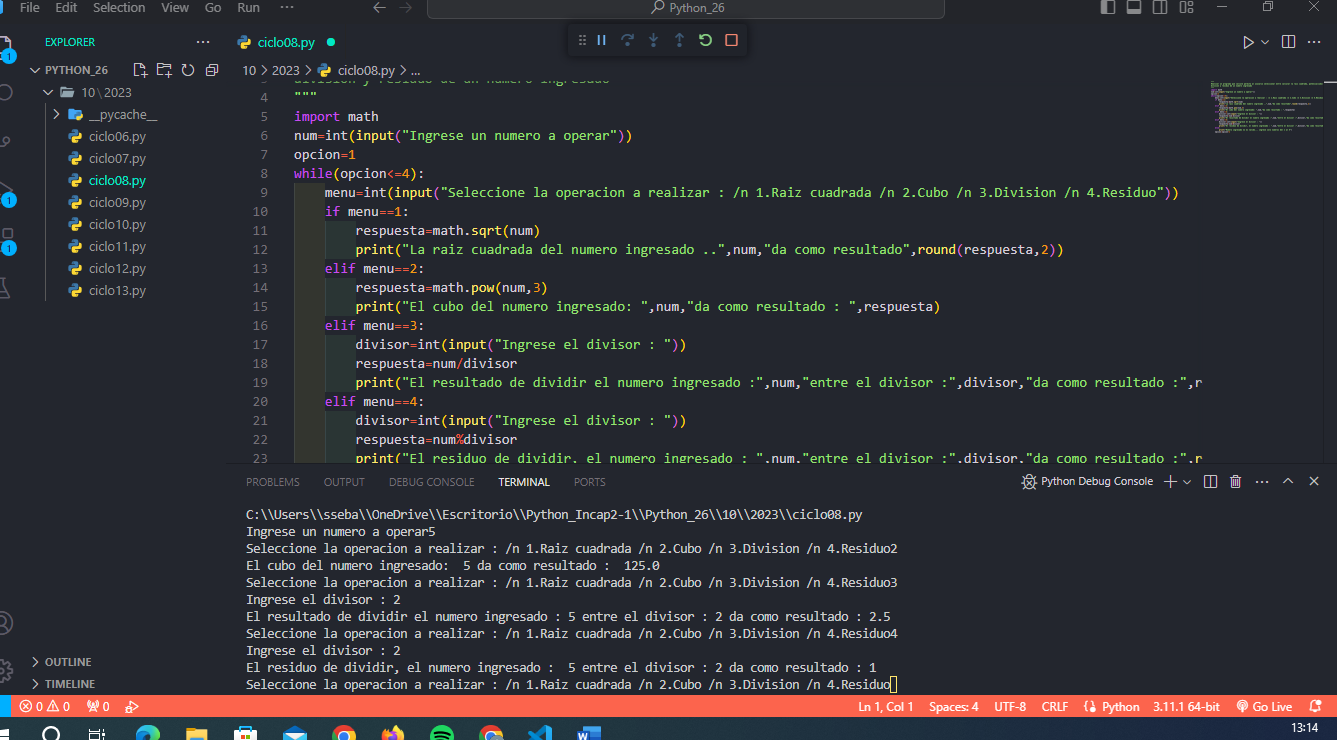 File Edit Selection View Go Run ··· Python_26
EXPLORER ···
PYTHON_26
10\2023
__pycache__
ciclo06.py
ciclo07.py
ciclo08.py
ciclo09.py
ciclo10.py
ciclo11.py
ciclo12.py
ciclo13.py
OUTLINE
TIMELINE
1
1
1
ciclo08.py
10 > 2023 > ciclo08.py > ...
division y residuo de un numero ingresado
4 """
5 import math
6 num=int(input("Ingrese un numero a operar"))
7 opcion=1
8 while(opcion<=4):
9 menu=int(input("Seleccione la operacion a realizar : /n 1.Raiz cuadrada /n 2.Cubo /n 3.Division /n 4.Residuo"))
10 if menu==1:
11 respuesta=math.sqrt(num)
12 print("La raiz cuadrada del numero ingresado ..",num,"da como resultado",round(respuesta,2))
13 elif menu==2:
14 respuesta=math.pow(num,3)
15 print("El cubo del numero ingresado: ",num,"da como resultado : ",respuesta)
16 elif menu==3:
17 divisor=int(input("Ingrese el divisor : "))
18 respuesta=num/divisor
19 print("El resultado de dividir el numero ingresado :",num,"entre el divisor :",divisor,"da como resultado :",r
20 elif menu==4:
21 divisor=int(input("Ingrese el divisor : "))
22 respuesta=num%divisor
23 print("El residuo de dividir, el numero ingresado : ",num,"entre el divisor :",divisor,"da como resultado :",r
PROBLEMS OUTPUT DEBUG CONSOLE TERMINAL PORTS Python Debug Console
C:\\Users\\sseba\\OneDrive\\Escritorio\\Python_Incap2-1\\Python_26\\10\\2023\\ciclo08.py
Ingrese un numero a operar5
Seleccione la operacion a realizar : /n 1.Raiz cuadrada /n 2.Cubo /n 3.Division /n 4.Residuo2
El cubo del numero ingresado:  5 da como resultado :  125.0
Seleccione la operacion a realizar : /n 1.Raiz cuadrada /n 2.Cubo /n 3.Division /n 4.Residuo3
Ingrese el divisor : 2
El resultado de dividir el numero ingresado : 5 entre el divisor : 2 da como resultado : 2.5
Seleccione la operacion a realizar : /n 1.Raiz cuadrada /n 2.Cubo /n 3.Division /n 4.Residuo4
Ingrese el divisor : 2
El residuo de dividir, el numero ingresado :  5 entre el divisor : 2 da como resultado : 1
Seleccione la operacion a realizar : /n 1.Raiz cuadrada /n 2.Cubo /n 3.Division /n 4.Residuo
0 0 0 Ln 1, Col 1 Spaces: 4 UTF-8 CRLF Python 3.11.1 64-bit Go Live
13:14